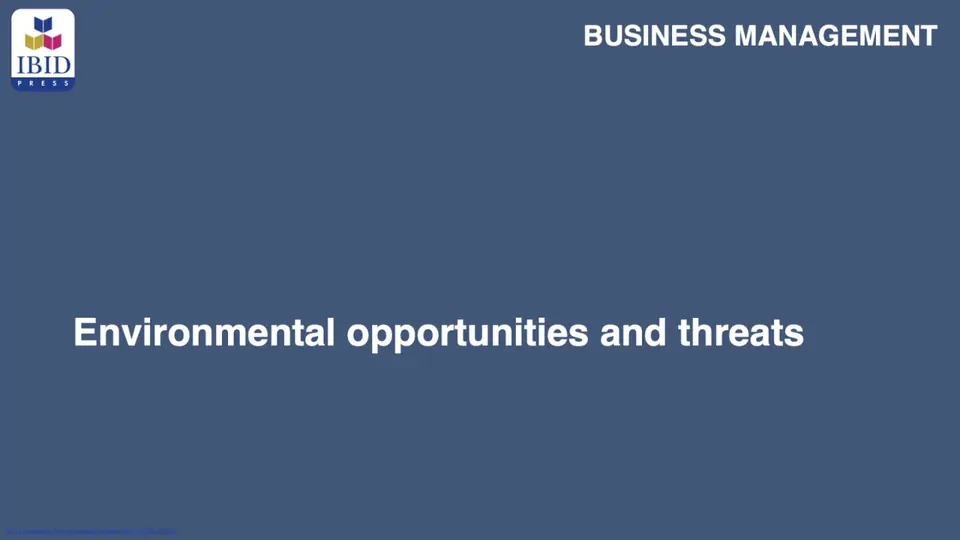 IBID
PRESS
BUSINESS MANAGEMENT
Environmental opportunities and threats